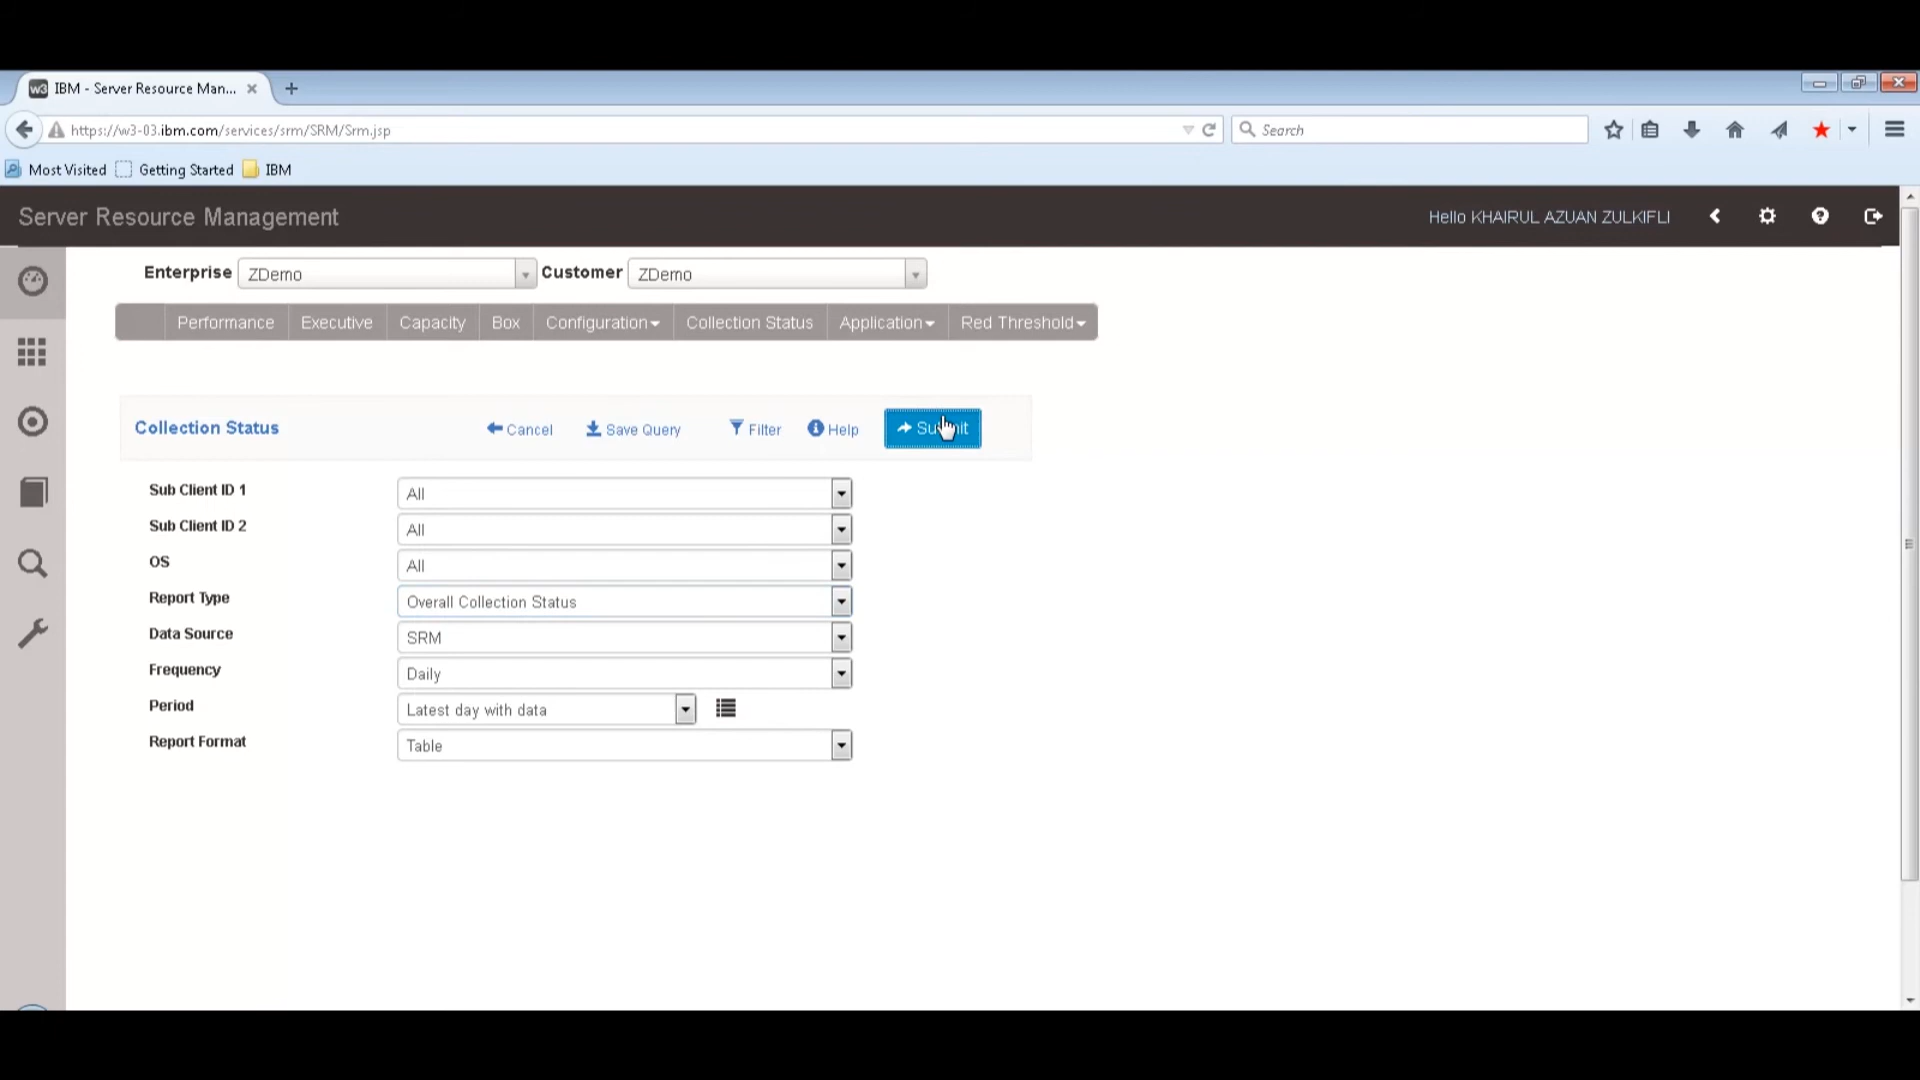 w3 IBM - Server Resource Man...
https://w3-03.ibm.com/services/srm/SRM/Srm.jsp
Search
Most Visited Getting Started IBM
Server Resource Management Hello KHAIRUL AZUAN ZULKIFLI
Enterprise ZDemo Customer ZDemo
Performance Executive Capacity Box Configuration Collection Status Application Red Threshold
Collection Status Cancel Save Query Filter Help Submit
Sub Client ID 1 All
Sub Client ID 2 All
OS All
Report Type Overall Collection Status
Data Source SRM
Frequency Daily
Period Latest day with data
Report Format Table